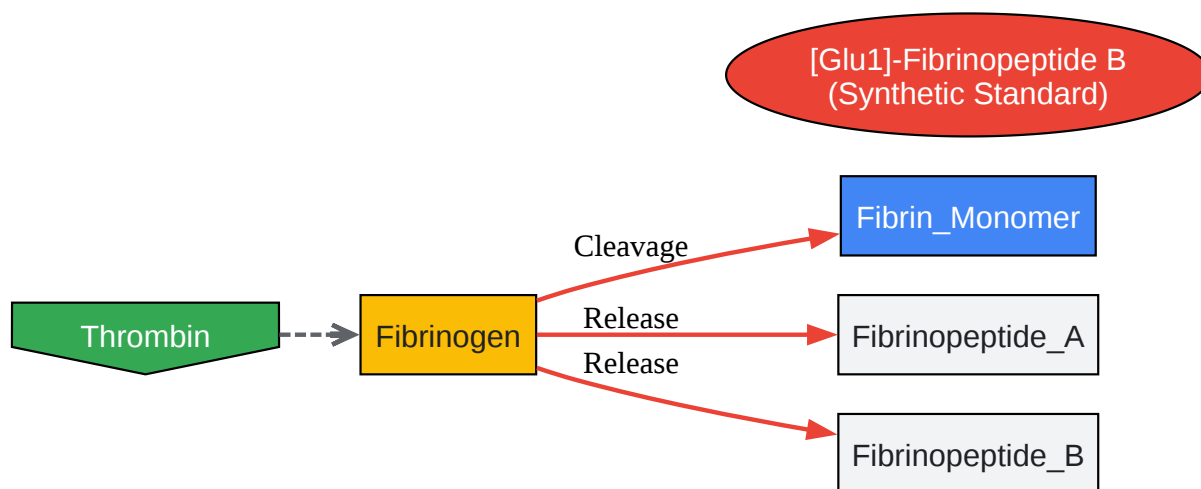 [Glu1]-Fibrinopeptide B
(Synthetic Standard)
Fibrin_Monomer
Cleavage
Thrombin
Fibrinogen
Release
Fibrinopeptide_A
Release
Fibrinopeptide_B